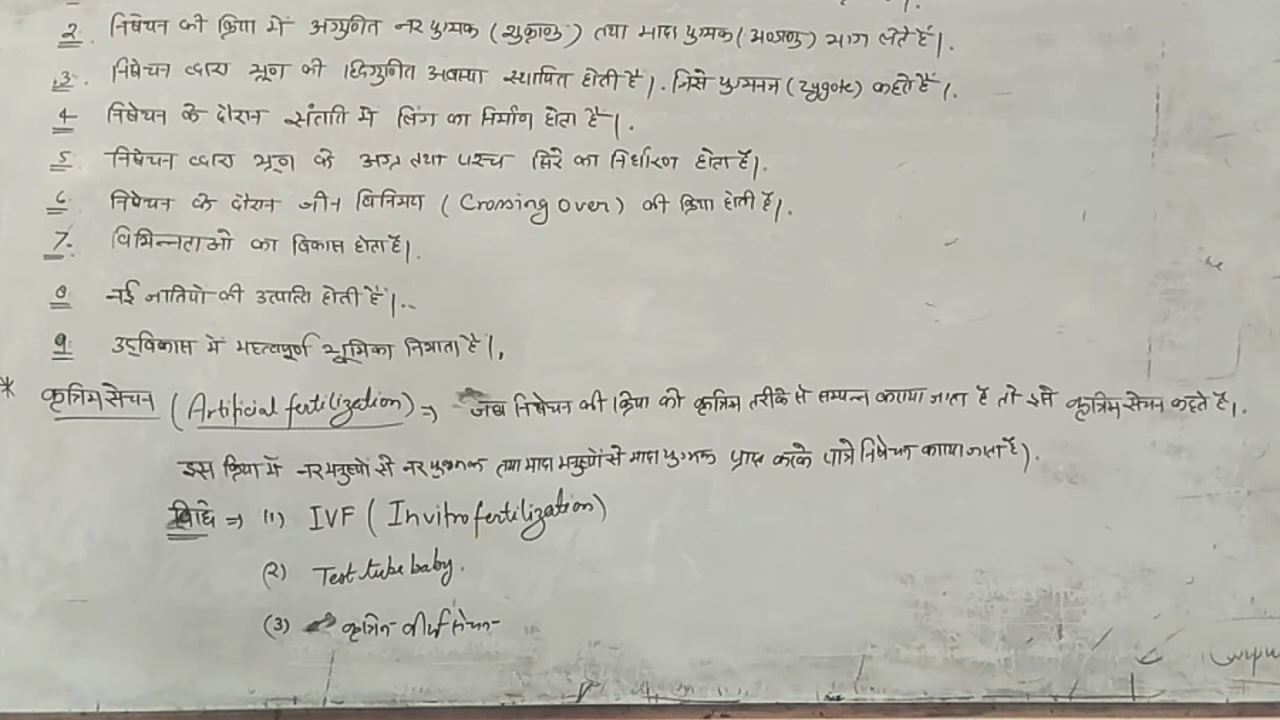 2. निषेचन की क्रिया में अगुणित नर युग्मक (शुक्राणु) तथा मादा युग्मक (अण्डाणु) भाग लेते हैं।
3. निषेचन द्वारा भ्रूण की द्विगुणित अवस्था स्थापित होती है। जिसे युग्मनज (Zygote) कहते हैं।
4 निषेचन के दौरान संतति में लिंग का निर्माण होता है।
5 निषेचन द्वारा भ्रूण के अग्र तथा पश्च सिरे का निर्धारण होता है।
6 निषेचन के दौरान जीन विनिमय (Crossing over) की क्रिया होती है।
7. विभिन्नताओ का विकास होता है।
8 नई जातियो की उत्पत्ति होती है।..
9 उद्विकास में महत्वपूर्ण भूमिका निभाता है।
* कृत्रिम सेचन (Artificial fertilization) ⇒ जब निषेचन की क्रिया को कृत्रिम तरीके से सम्पन्न कराया जाता है तो इसे कृत्रिम सेचन कहते है।
इस क्रिया में नर मनुष्यों से नर युग्मक तथा मादा मनुष्यों से मादा युग्मक प्राप्त करके पात्रे निषेचन कराया जाता है।
विधि ⇒ (1) IVF (Invitro fertilization)
(2) Test tube baby.
(3) कृत्रिम वीर्य सेचन